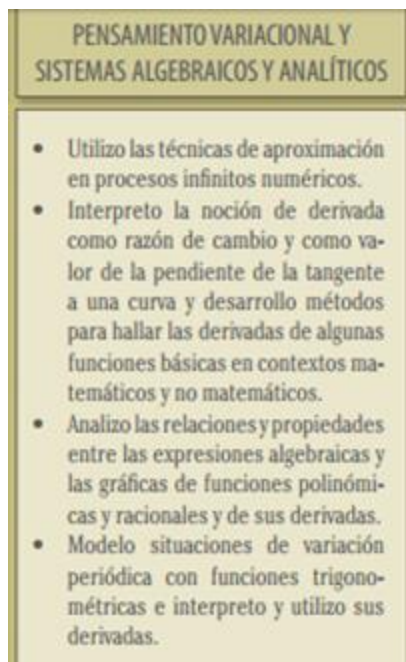 PENSAMIENTO VARIACIONAL Y
SISTEMAS ALGEBRAICOS Y ANALÍTICOS
• Utilizo las técnicas de aproximación
en procesos infinitos numéricos.
• Interpreto la noción de derivada
como razón de cambio y como va-
lor de la pendiente de la tangente
a una curva y desarrollo métodos
para hallar las derivadas de algunas
funciones básicas en contextos ma-
temáticos y no matemáticos.
• Analizo las relaciones y propiedades
entre las expresiones algebraicas y
las gráficas de funciones polinómi-
cas y racionales y de sus derivadas.
• Modelo situaciones de variación
periódica con funciones trigono-
métricas e interpreto y utilizo sus
derivadas.